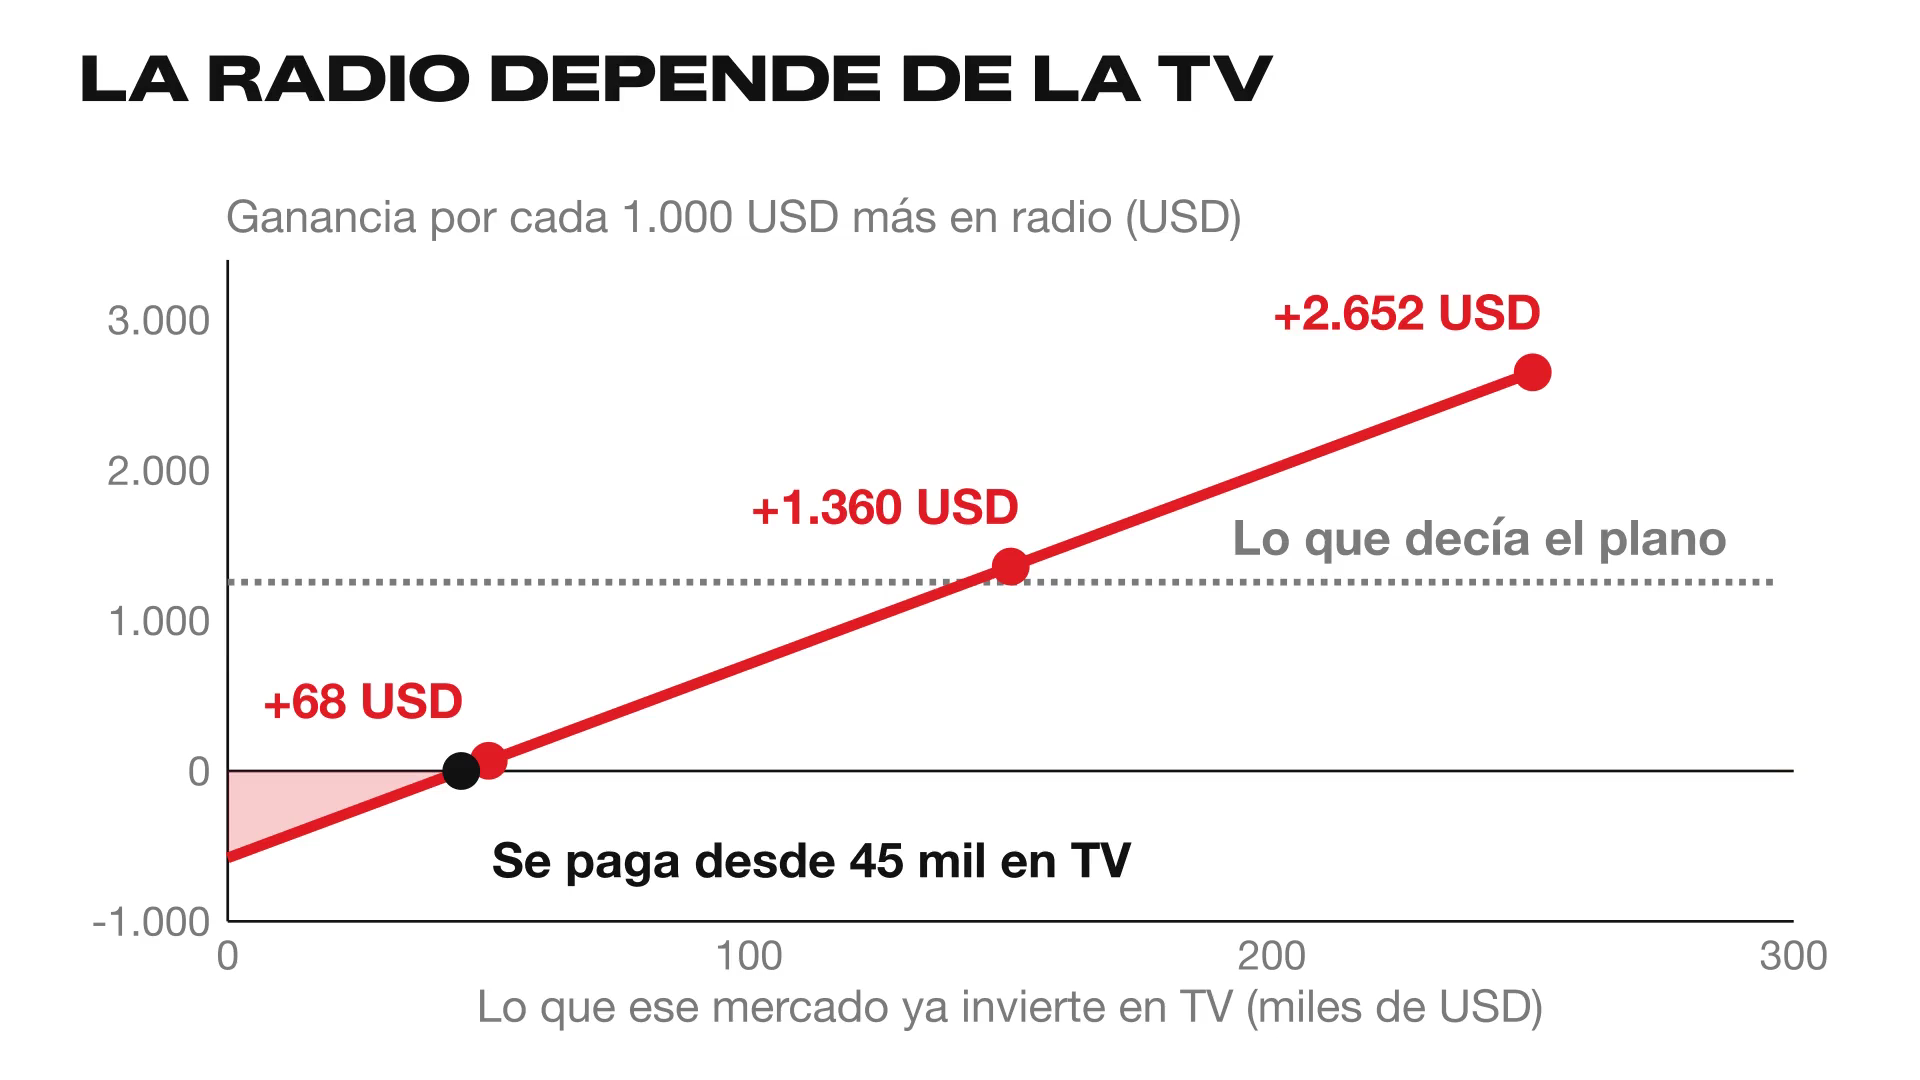 LA RADIO DEPENDE DE LA TV
Ganancia por cada 1.000 USD más en radio (USD)
3.000
+2.652 USD
2.000
+1.360 USD
Lo que decía el plano
1.000
+68 USD
0
Se paga desde 45 mil en TV
-1.000
0 100 200 300
Lo que ese mercado ya invierte en TV (miles de USD)